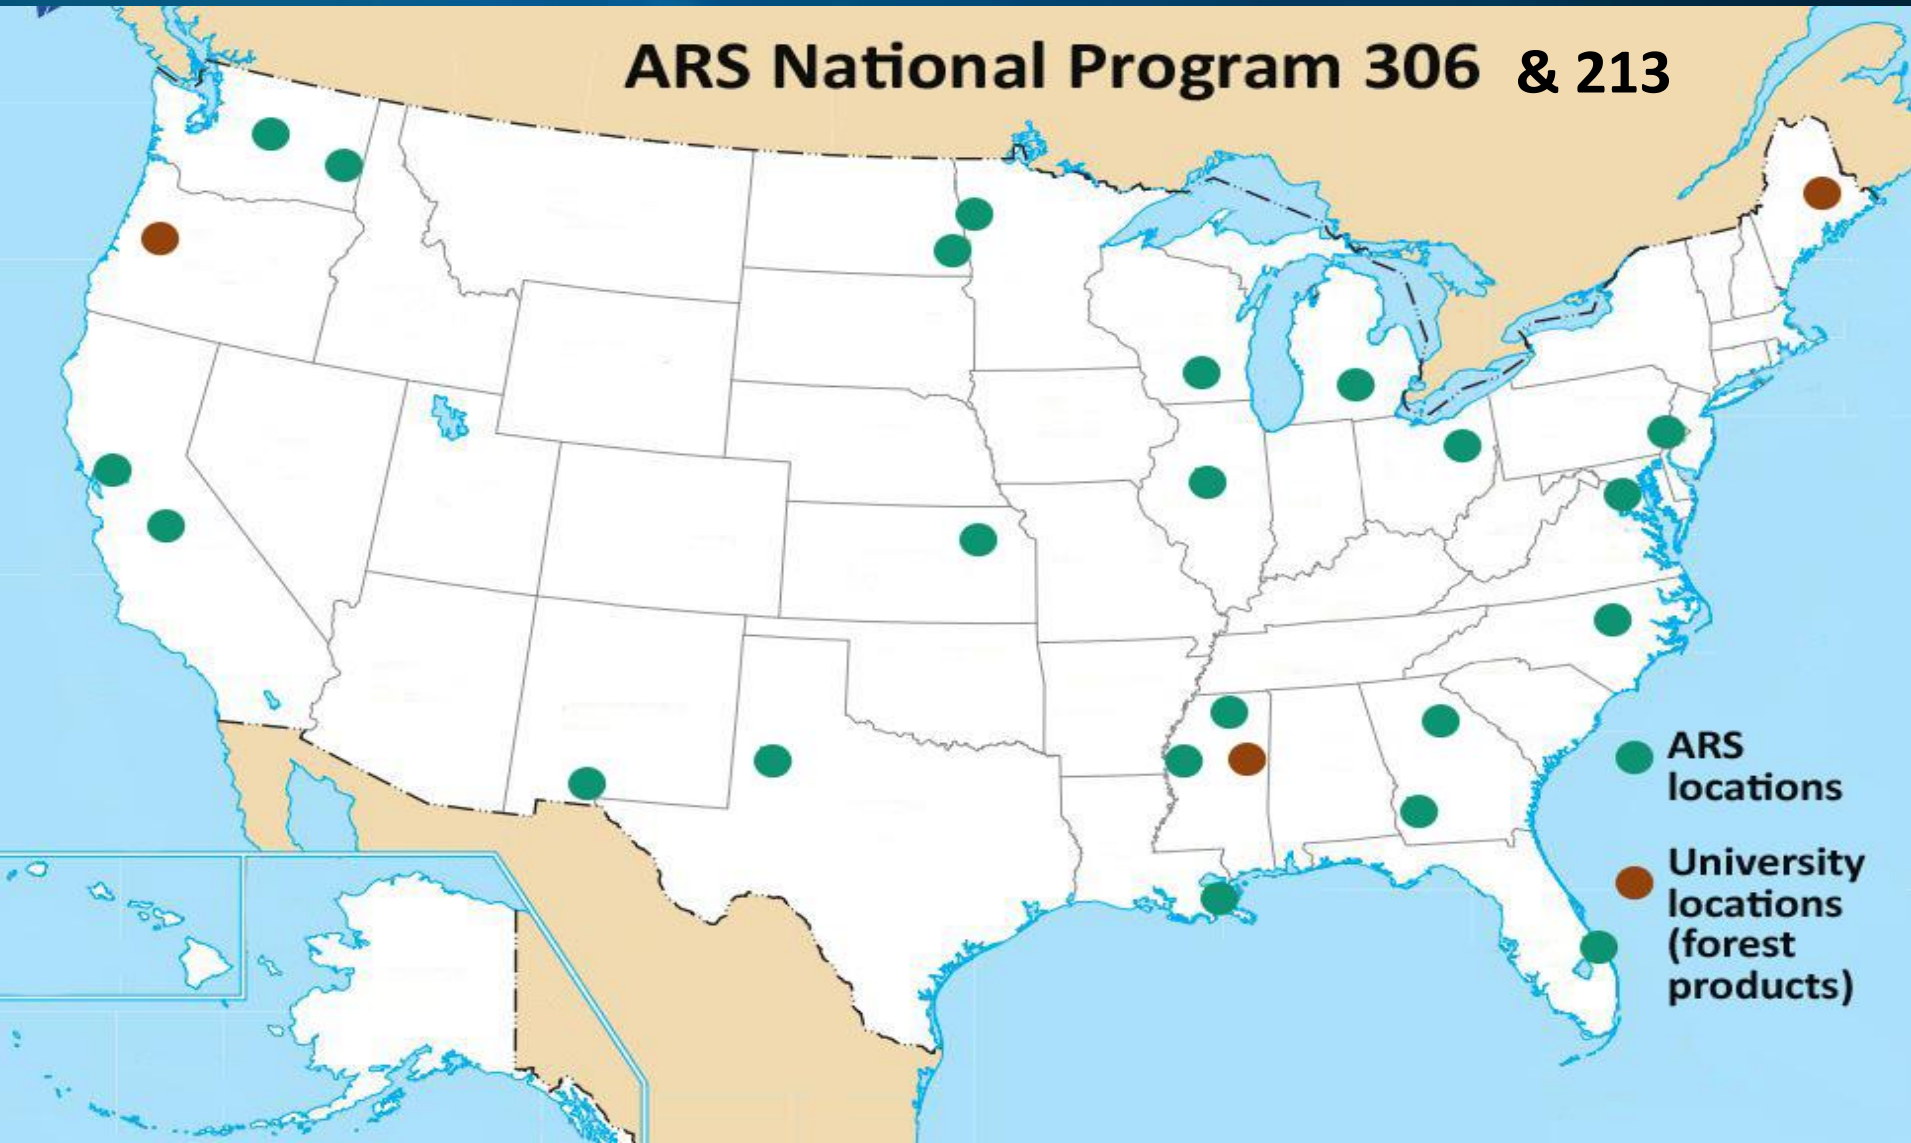 ARS National Program 306 & 213
ARS
locations
University
locations
(forest
products)